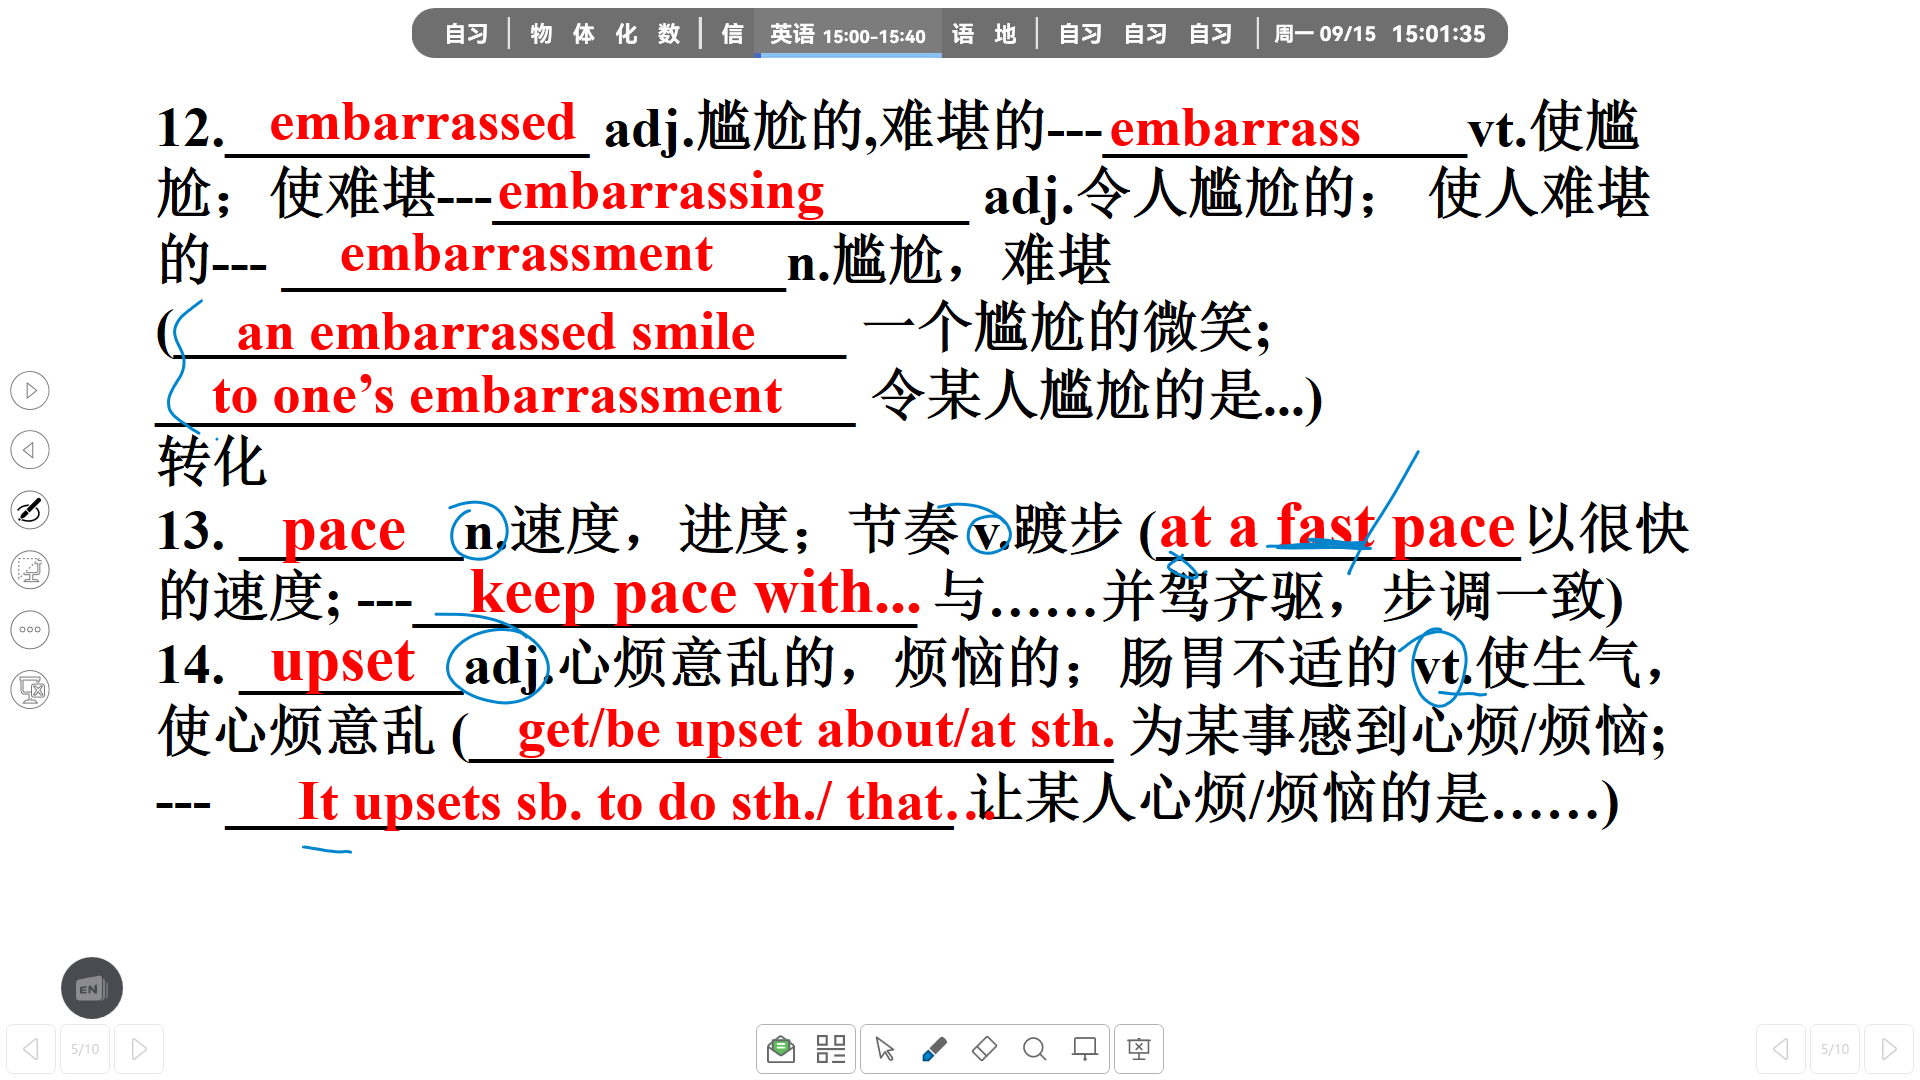 自习 | 物 体 化 数 | 信 英语 15:00-15:40 语 地 | 自习 自习 自习 | 周一 09/15 15:01:35
12. embarrassed adj.尴尬的,难堪的---embarrass vt.使尴
尬；使难堪---embarrassing adj.令人尴尬的； 使人难堪
的--- embarrassment n.尴尬，难堪
( an embarrassed smile 一个尴尬的微笑;
to one’s embarrassment 令某人尴尬的是...)
转化
13. pace n.速度，进度；节奏 v.踱步 (at a fast pace 以很快
的速度; --- keep pace with... 与……并驾齐驱，步调一致)
14. upset adj.心烦意乱的，烦恼的；肠胃不适的 vt.使生气，
使心烦意乱 ( get/be upset about/at sth. 为某事感到心烦/烦恼;
--- It upsets sb. to do sth./ that… 让某人心烦/烦恼的是……)
EN
5/10
5/10